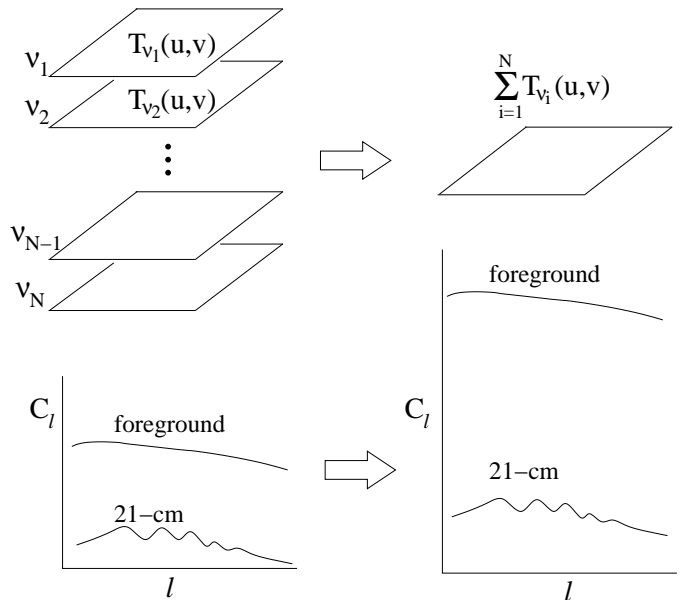 ν₁ T_ν₁(u,v)
ν₂ T_ν₂(u,v)
ν_N−1
ν_N
N
∑ T_νᵢ(u,v)
i=1
C_l
foreground
21−cm
l
C_l
foreground
21−cm
l